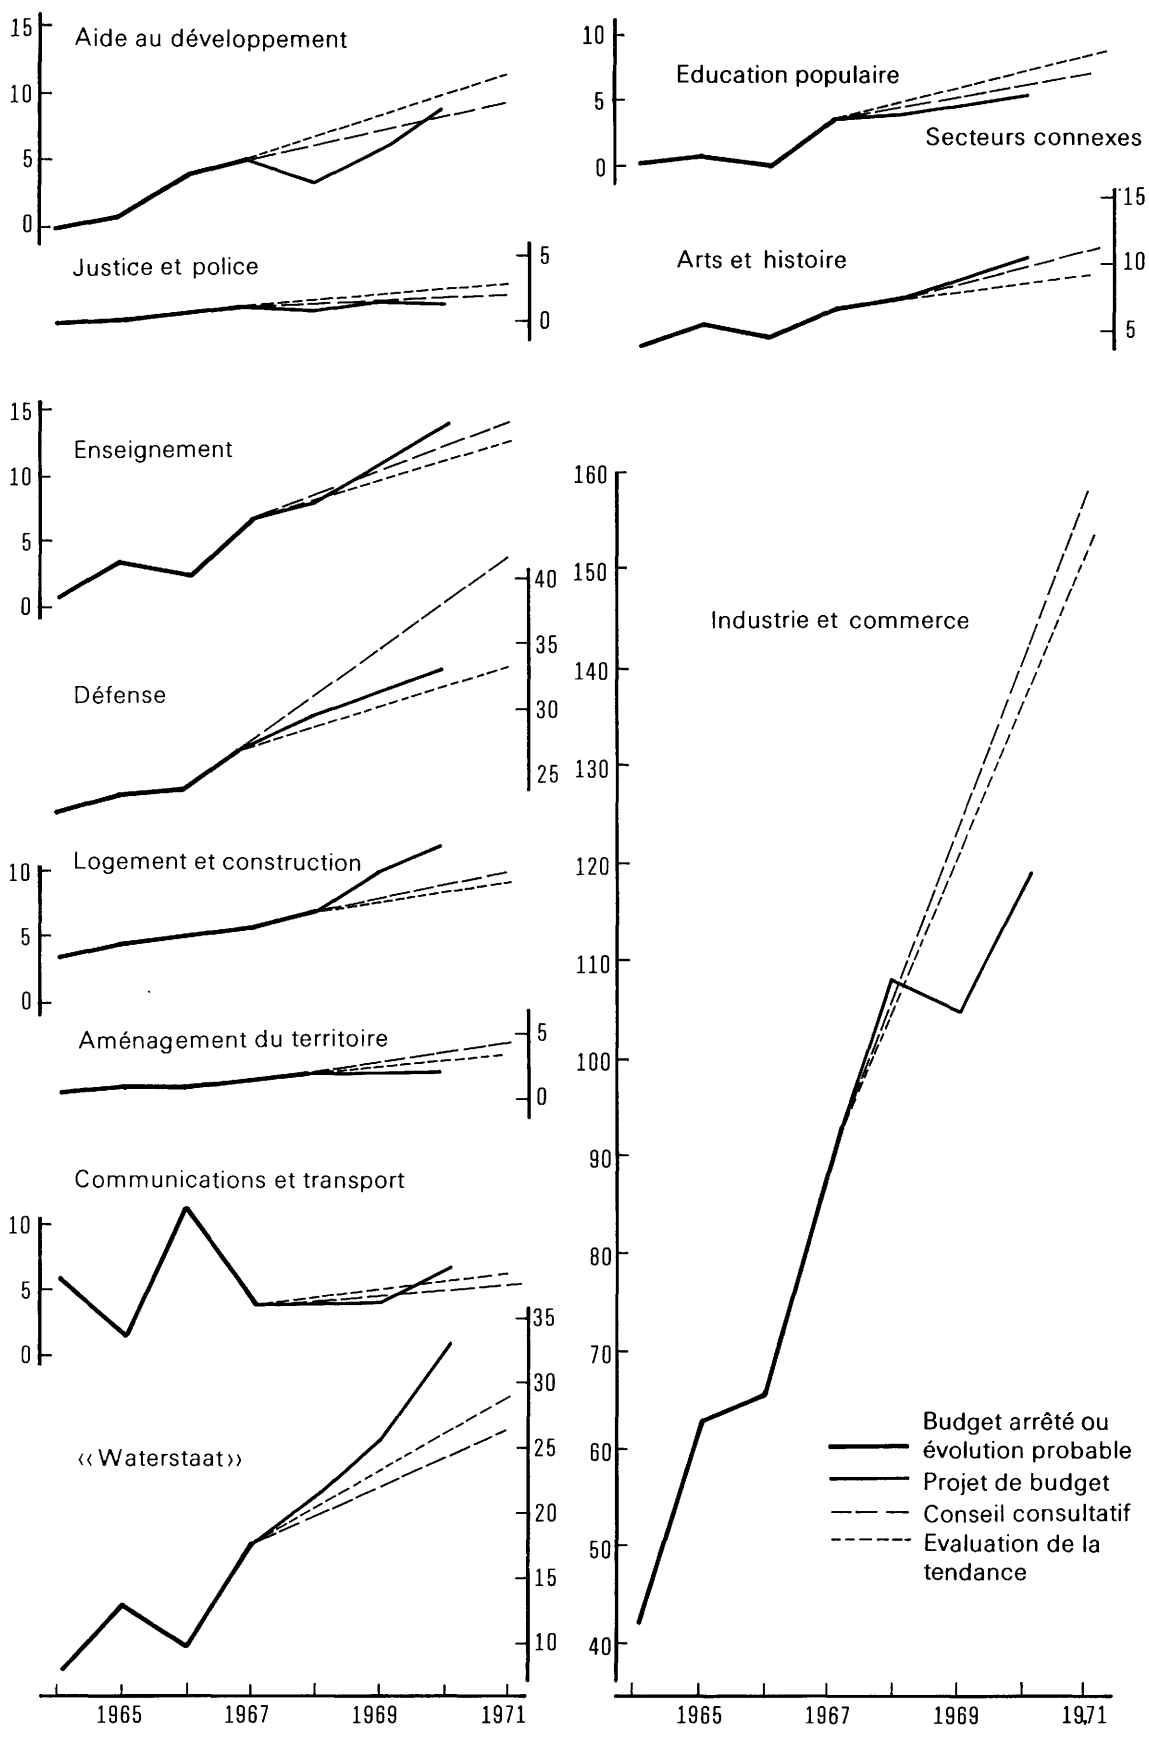 15
Aide au développement
10
5
0
Justice et police
5
0
15
Enseignement
10
5
0
40
35
Défense
30
25
Logement et construction
10
5
0
Aménagement du territoire
5
0
Communications et transport
10
5
0
35
30
25
‹‹ Waterstaat ››
20
15
10
1965 1967 1969 1971
10
Education populaire
5
Secteurs connexes
0
15
Arts et histoire
10
5
160
150
Industrie et commerce
140
130
120
110
100
90
80
70
60
50
40
Budget arrêté ou
évolution probable
Projet de budget
Conseil consultatif
Evaluation de la
tendance
1965 1967 1969 1971